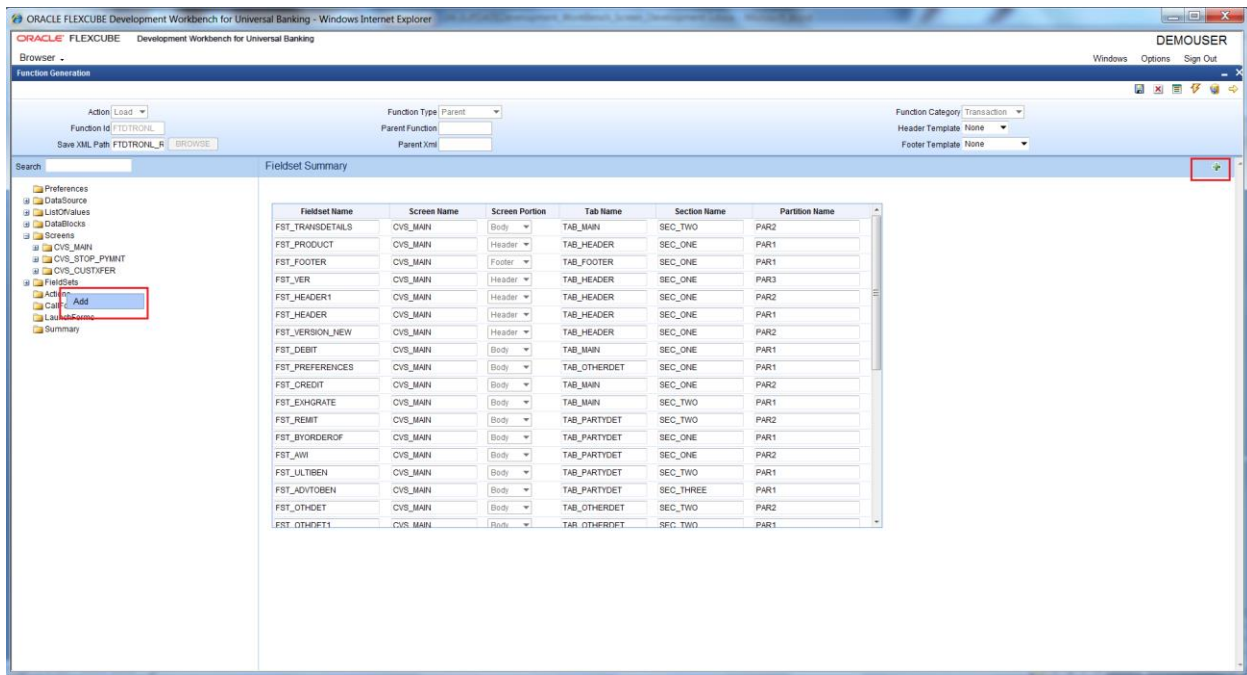 ORACLE FLEXCUBE Development Workbench for Universal Banking - Windows Internet Explorer
ORACLE FLEXCUBE Development Workbench for Universal Banking
DEMOUSER
Browser
Windows Options Sign Out
Function Generation
Action Load Function Type Parent Function Category Transaction
Function Id FTDTRONL Parent Function Header Template None
Save XML Path FTDTRONL_R BROWSE Parent Xml Footer Template None
Search
Fieldset Summary
Preferences
DataSource
ListOfValues
DataBlocks
Screens
CVS_MAIN
CVS_STOP_PYMNT
CVS_CUSTXFER
FieldSets
Actions
Add
LaunchForms
Summary
Fieldset Name Screen Name Screen Portion Tab Name Section Name Partition Name
FST_TRANSDETAILS CVS_MAIN Body TAB_MAIN SEC_TWO PAR2
FST_PRODUCT CVS_MAIN Header TAB_HEADER SEC_ONE PAR1
FST_FOOTER CVS_MAIN Footer TAB_FOOTER SEC_ONE PAR1
FST_VER CVS_MAIN Header TAB_HEADER SEC_ONE PAR3
FST_HEADER1 CVS_MAIN Header TAB_HEADER SEC_ONE PAR2
FST_HEADER CVS_MAIN Header TAB_HEADER SEC_ONE PAR1
FST_VERSION_NEW CVS_MAIN Header TAB_HEADER SEC_ONE PAR2
FST_DEBIT CVS_MAIN Body TAB_MAIN SEC_ONE PAR1
FST_PREFERENCES CVS_MAIN Body TAB_OTHERDET SEC_ONE PAR1
FST_CREDIT CVS_MAIN Body TAB_MAIN SEC_ONE PAR2
FST_EXHGRATE CVS_MAIN Body TAB_MAIN SEC_TWO PAR1
FST_REMIT CVS_MAIN Body TAB_PARTYDET SEC_TWO PAR2
FST_BYORDEROF CVS_MAIN Body TAB_PARTYDET SEC_ONE PAR1
FST_AWI CVS_MAIN Body TAB_PARTYDET SEC_ONE PAR2
FST_ULTIBEN CVS_MAIN Body TAB_PARTYDET SEC_TWO PAR1
FST_ADVTOBEN CVS_MAIN Body TAB_PARTYDET SEC_THREE PAR1
FST_OTHDET CVS_MAIN Body TAB_OTHERDET SEC_TWO PAR2
FST_OTHDET1 CVS_MAIN Body TAB_OTHERDET SEC_TWO PAR1